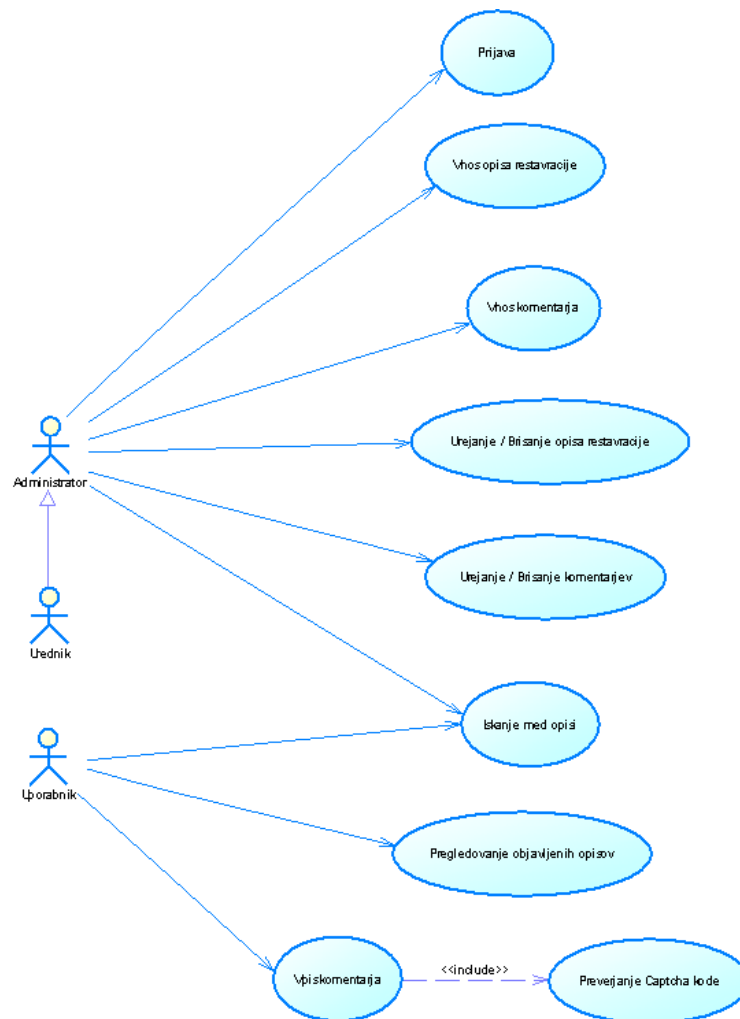 Prijava
Vnos opisa restavracije
Vnos komentarja
Urejanje / Brisanje opisa restavracije
Administrator
Urejanje / Brisanje komentarjev
Urednik
Iskanje med opisi
Uporabnik
Pregledovanje objavljenih opisov
<<include>>
Vpis komentarja
Preverjanje Captcha kode